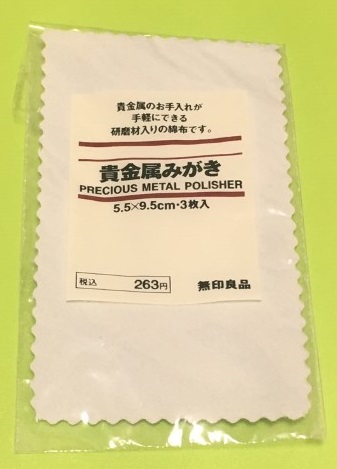 貴金属のお手入れが
手軽にできる
研磨材入りの綿布です。
貴金属みがき
PRECIOUS METAL POLISHER
5.5×9.5cm·3枚入
税込 263円
無印良品